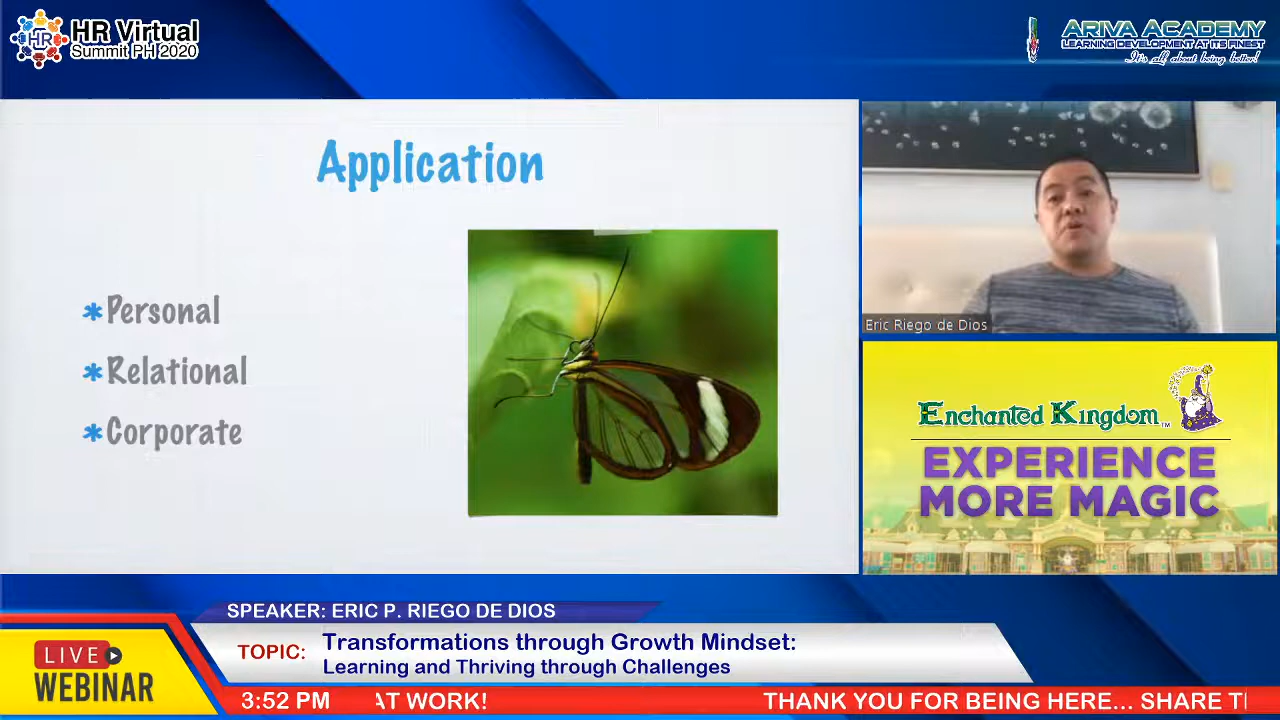 HR Virtual
Summit PH 2020
HR
ARIVA ACADEMY
LEARNING DEVELOPMENT AT ITS FINEST
It's all about being better!
Application
*Personal
*Relational
*Corporate
Eric Riego de Dios
Enchanted Kingdom™
EXPERIENCE
MORE MAGIC
SPEAKER: ERIC P. RIEGO DE DIOS
TOPIC: Transformations through Growth Mindset:
Learning and Thriving through Challenges
LIVE
WEBINAR
3:52 PM AT WORK! THANK YOU FOR BEING HERE... SHARE